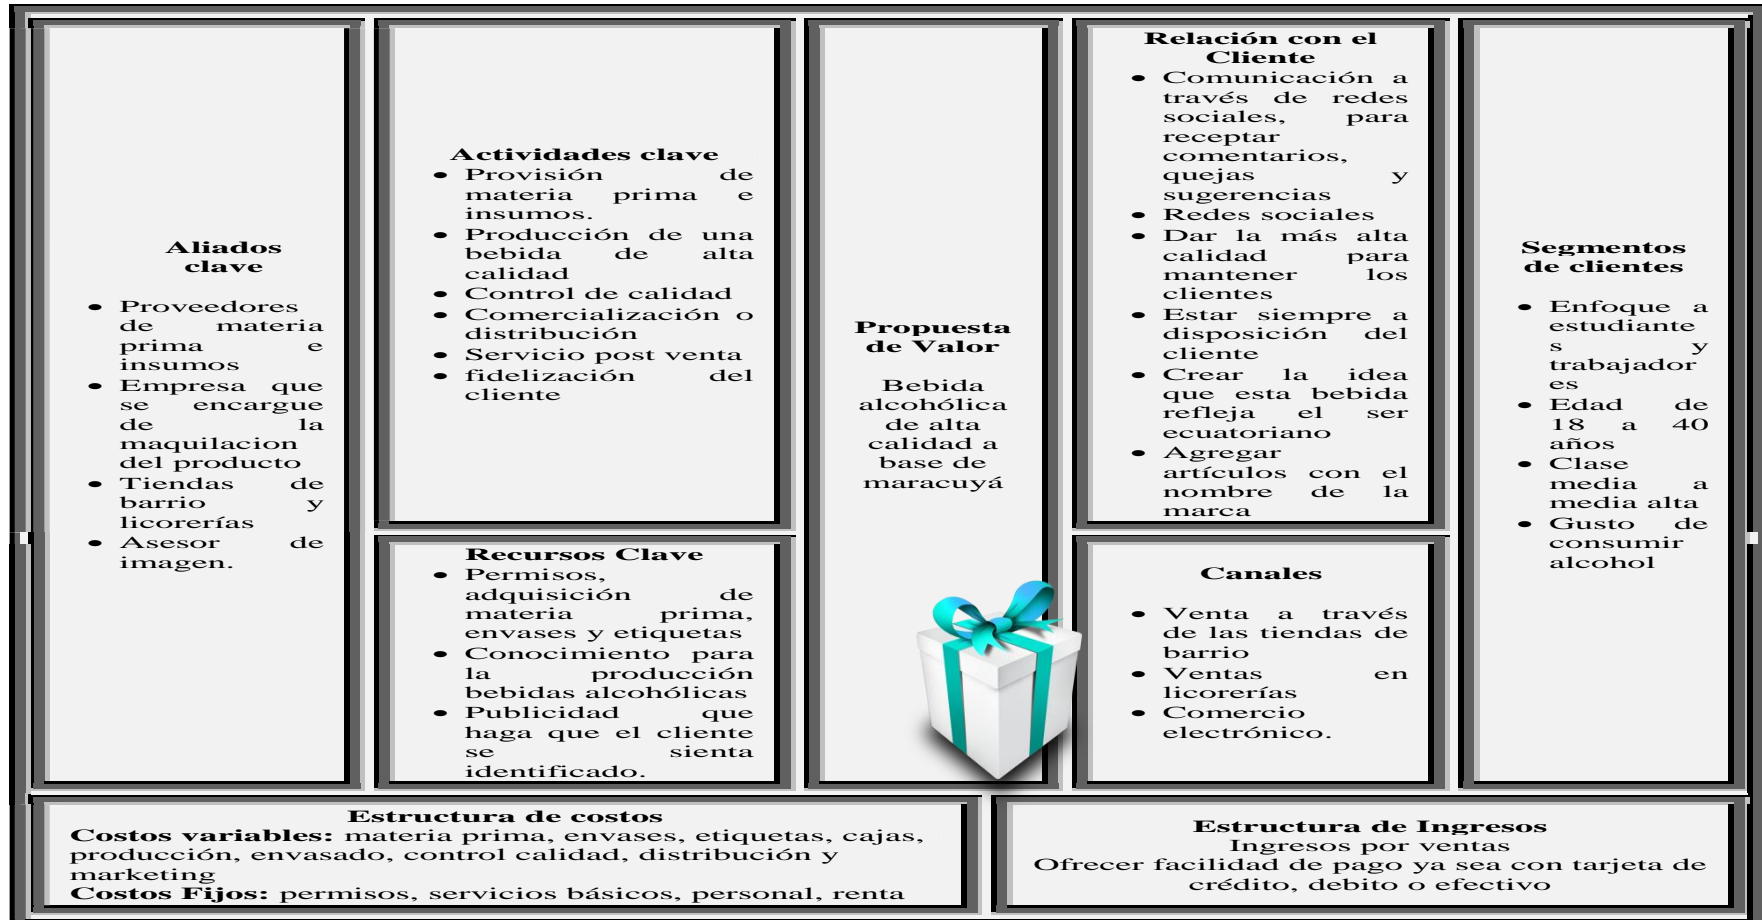 Aliados
clave
• Proveedores
de materia
prima e
insumos
• Empresa que
se encargue
de la
maquilacion
del producto
• Tiendas de
barrio y
licorerías
• Asesor de
imagen.
Actividades clave
• Provisión de
materia prima e
insumos.
• Producción de una
bebida de alta
calidad
• Control de calidad
• Comercialización o
distribución
• Servicio post venta
• fidelización del
cliente
Recursos Clave
• Permisos,
adquisición de
materia prima,
envases y etiquetas
• Conocimiento para
la producción
bebidas alcohólicas
• Publicidad que
haga que el cliente
se sienta
identificado.
Propuesta
de Valor
Bebida
alcohólica
de alta
calidad a
base de
maracuyá
Relación con el
Cliente
• Comunicación a
través de redes
sociales, para
receptar
comentarios,
quejas y
sugerencias
• Redes sociales
• Dar la más alta
calidad para
mantener los
clientes
• Estar siempre a
disposición del
cliente
• Crear la idea
que esta bebida
refleja el ser
ecuatoriano
• Agregar
artículos con el
nombre de la
marca
Canales
• Venta a través
de las tiendas de
barrio
• Ventas en
licorerías
• Comercio
electrónico.
Segmentos
de clientes
• Enfoque a
estudiante
s y
trabajador
es
• Edad de
18 a 40
años
• Clase
media a
media alta
• Gusto de
consumir
alcohol
Estructura de costos
Costos variables: materia prima, envases, etiquetas, cajas,
producción, envasado, control calidad, distribución y
marketing
Costos Fijos: permisos, servicios básicos, personal, renta
Estructura de Ingresos
Ingresos por ventas
Ofrecer facilidad de pago ya sea con tarjeta de
crédito, debito o efectivo